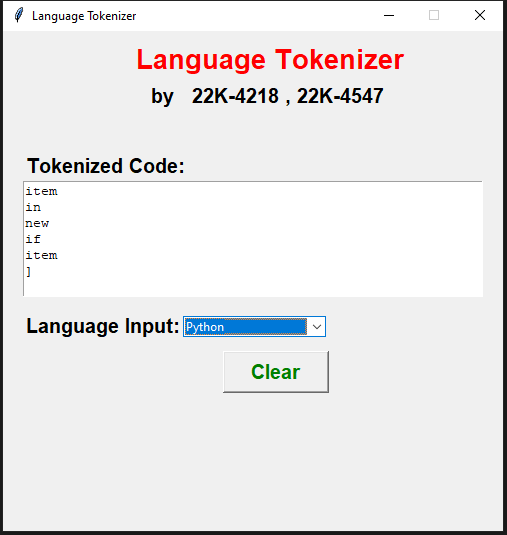 Language Tokenizer
Language Tokenizer
by 22K-4218 , 22K-4547
Tokenized Code:
item
in
new
if
item
]
Language Input: Python
Clear